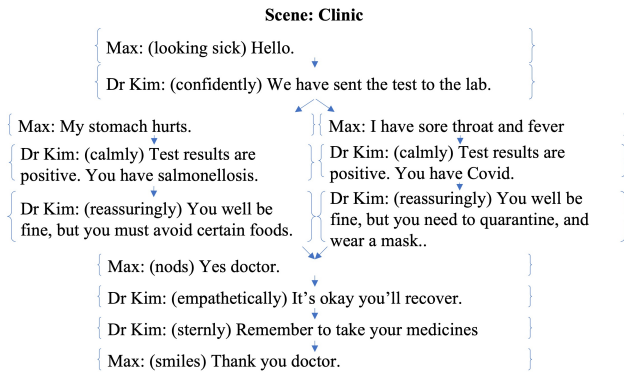 Scene: Clinic
Max: (looking sick) Hello.
Dr Kim: (confidently) We have sent the test to the lab.
Max: My stomach hurts.
Dr Kim: (calmly) Test results are
positive. You have salmonellosis.
Dr Kim: (reassuringly) You well be
fine, but you must avoid certain foods.
Max: I have sore throat and fever
Dr Kim: (calmly) Test results are
positive. You have Covid.
Dr Kim: (reassuringly) You well be
fine, but you need to quarantine, and
wear a mask..
Max: (nods) Yes doctor.
Dr Kim: (empathetically) It’s okay you’ll recover.
Dr Kim: (sternly) Remember to take your medicines
Max: (smiles) Thank you doctor.